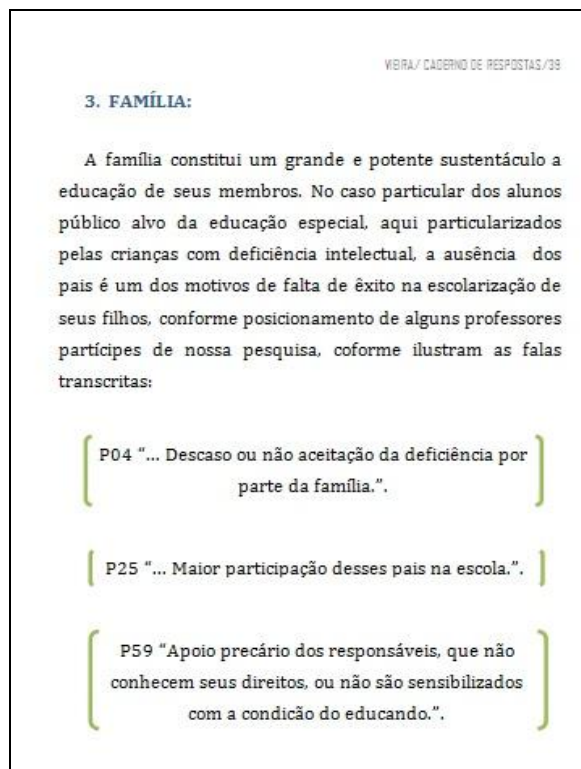 VIEIRA/ CADERNO DE RESPOSTAS/39
3. FAMÍLIA:
A família constitui um grande e potente sustentáculo a
educação de seus membros. No caso particular dos alunos
público alvo da educação especial, aqui particularizados
pelas crianças com deficiência intelectual, a ausência dos
pais é um dos motivos de falta de êxito na escolarização de
seus filhos, conforme posicionamento de alguns professores
partícipes de nossa pesquisa, coforme ilustram as falas
transcritas:
P04 “... Descaso ou não aceitação da deficiência por
parte da família.”.
P25 “... Maior participação desses pais na escola.”.
P59 “Apoio precário dos responsáveis, que não
conhecem seus direitos, ou não são sensibilizados
com a condicão do educando.”.